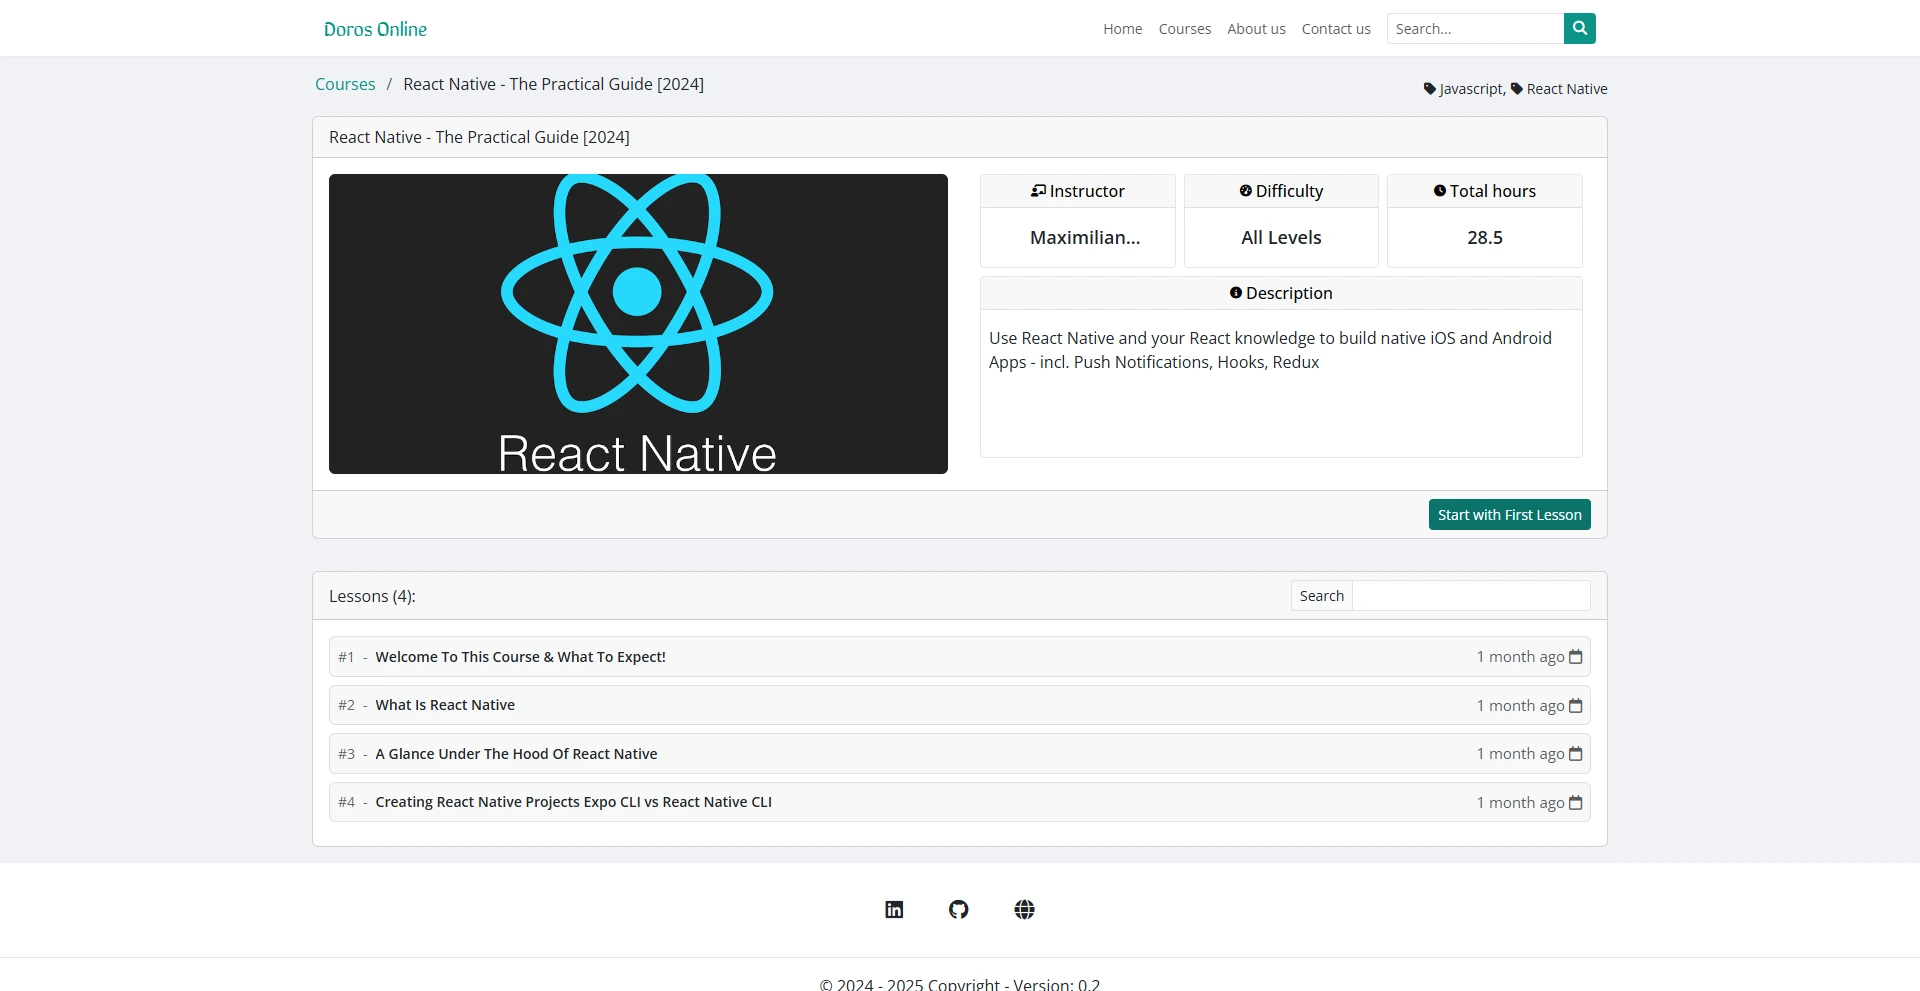 Doros Online
Home Courses About us Contact us Search...
Courses / React Native - The Practical Guide [2024]
Javascript, React Native
React Native - The Practical Guide [2024]
React Native
Instructor
Maximilian...
Difficulty
All Levels
Total hours
28.5
Description
Use React Native and your React knowledge to build native iOS and Android
Apps - incl. Push Notifications, Hooks, Redux
Start with First Lesson
Lessons (4):
Search
#1 - Welcome To This Course & What To Expect! 1 month ago
#2 - What Is React Native 1 month ago
#3 - A Glance Under The Hood Of React Native 1 month ago
#4 - Creating React Native Projects Expo CLI vs React Native CLI 1 month ago
in
© 2024 - 2025 Copyright - Version: 0.2